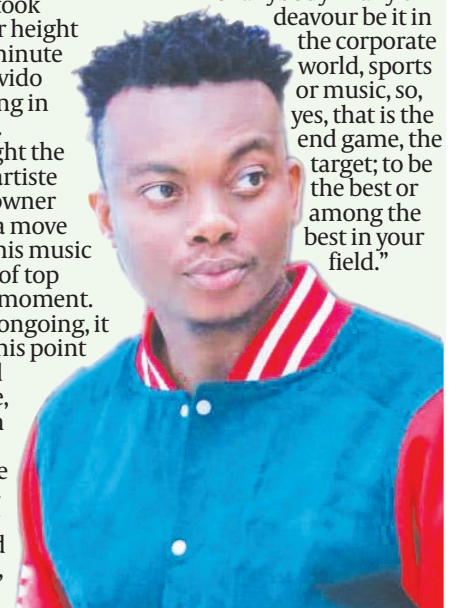 took
r height
minute
vido
ng in
ght the
artiste
owner
a move
his music
of top
moment.
ongoing, it
his point
e,
e
d
deavour be it in
the corporate
world, sports
or music, so,
yes, that is the
end game, the
target; to be
the best or
among the
best in your
field.”